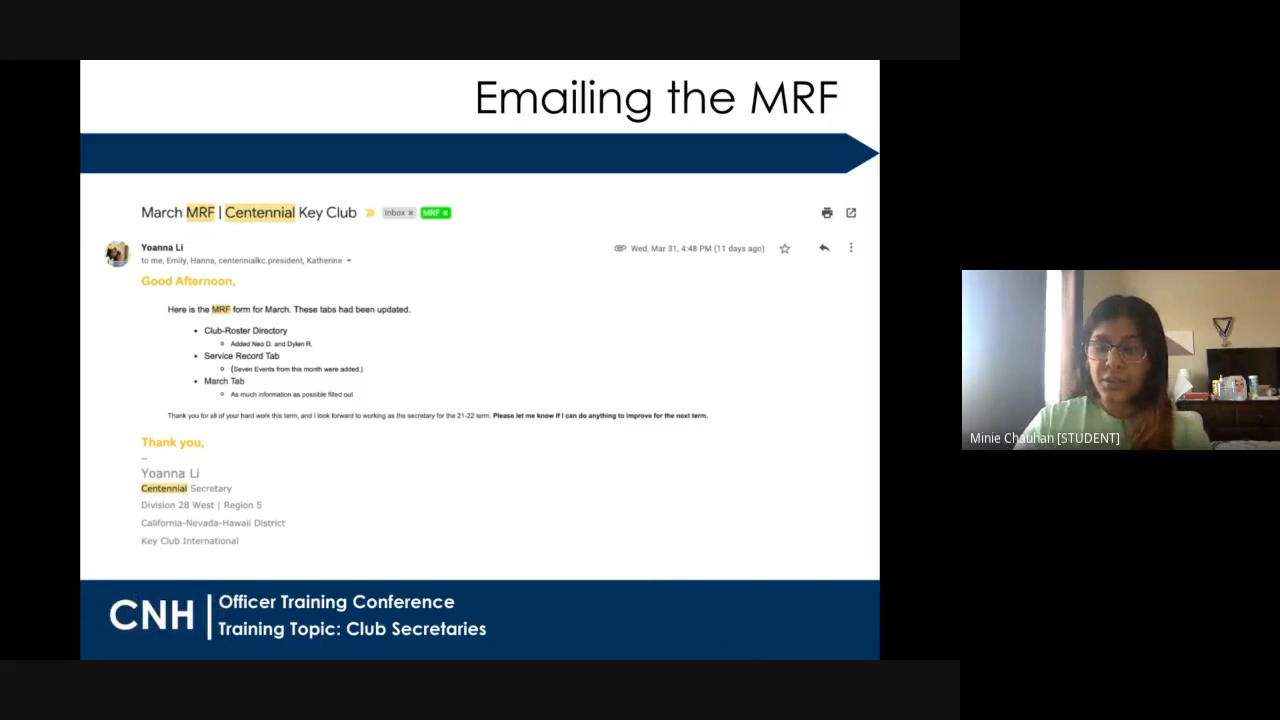 Emailing the MRF
March MRF | Centennial Key Club Inbox x MRF x
Yoanna Li Wed, Mar 31, 4:48 PM (11 days ago)
to me, Emily, Hanna, centennialkc.president, Katherine
Good Afternoon,
Here is the MRF form for March. These tabs had been updated.
• Club-Roster Directory
○ Added Neo D. and Dylen R.
• Service Record Tab
○ (Seven Events from this month were added.)
• March Tab
○ As much information as possible filled out
Thank you for all of your hard work this term, and I look forward to working as the secretary for the 21-22 term. Please let me know if I can do anything to improve for the next term.
Thank you,
--
Yoanna Li
Centennial Secretary
Division 28 West | Region 5
California-Nevada-Hawaii District
Key Club International
CNH | Officer Training Conference
Training Topic: Club Secretaries
Minie Chauhan [STUDENT]